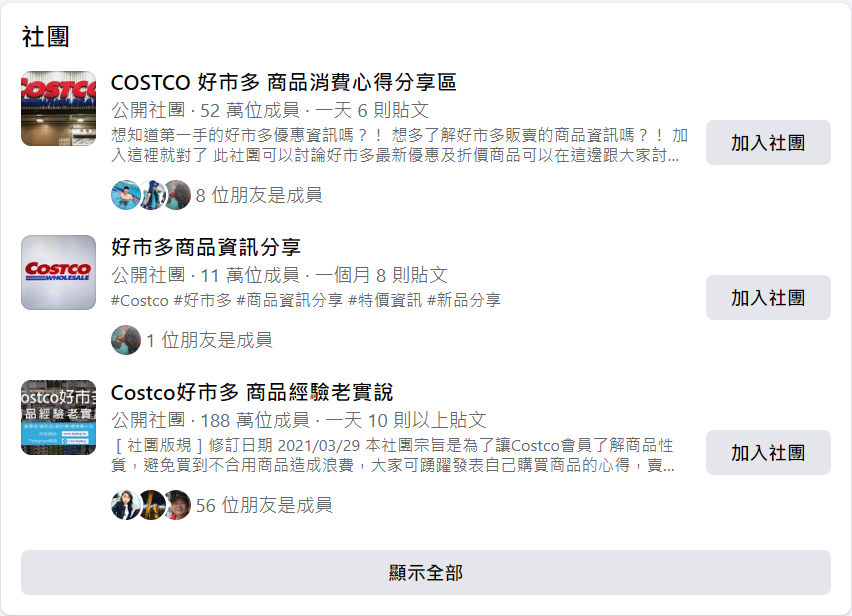 社團
COSTCO
COSTCO 好市多 商品消費心得分享區
公開社團 · 52 萬位成員 · 一天 6 則貼文
想知道第一手的好市多優惠資訊嗎？！ 想多了解好市多販賣的商品資訊嗎？！ 加
入這裡就對了 此社團可以討論好市多最新優惠及折價商品可以在這邊跟大家討...
加入社團
8 位朋友是成員
COSTCO
WHOLESALE
好市多商品資訊分享
公開社團 · 11 萬位成員 · 一個月 8 則貼文
#Costco #好市多 #商品資訊分享 #特價資訊 #新品分享
加入社團
1 位朋友是成員
ostco好市多
品經驗老實說
Costco好市多 商品經驗老實說
公開社團 · 188 萬位成員 · 一天 10 則以上貼文
[ 社團版規 ] 修訂日期 2021/03/29 本社團宗旨是為了讓Costco會員了解商品性
質，避免買到不合用商品造成浪費，大家可踴躍發表自己購買商品的心得，賣...
加入社團
56 位朋友是成員
顯示全部